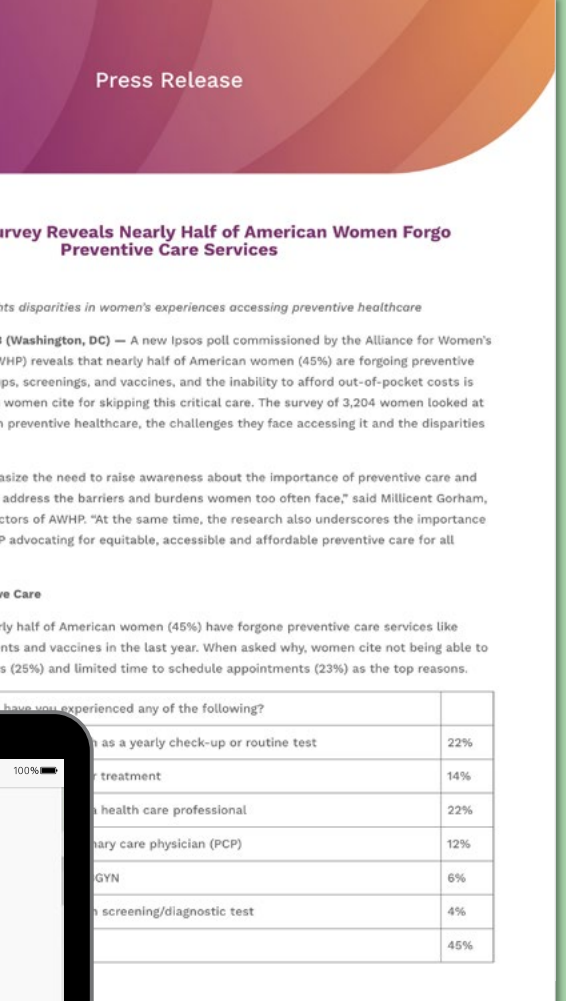 Press Release
urvey Reveals Nearly Half of American Women Forgo
Preventive Care Services
hts disparities in women's experiences accessing preventive healthcare
3 (Washington, DC) — A new Ipsos poll commissioned by the Alliance for Women's
WHP) reveals that nearly half of American women (45%) are forgoing preventive
ps, screenings, and vaccines, and the inability to afford out-of-pocket costs is
women cite for skipping this critical care. The survey of 3,204 women looked at
n preventive healthcare, the challenges they face accessing it and the disparities
asize the need to raise awareness about the importance of preventive care and
address the barriers and burdens women too often face,” said Millicent Gorham,
ctors of AWHP. “At the same time, the research also underscores the importance
P advocating for equitable, accessible and affordable preventive care for all
ve Care
rly half of American women (45%) have forgone preventive care services like
nts and vaccines in the last year. When asked why, women cite not being able to
s (25%) and limited time to schedule appointments (23%) as the top reasons.
have you experienced any of the following?
h as a yearly check-up or routine test 22%
r treatment 14%
a health care professional 22%
nary care physician (PCP) 12%
GYN 6%
n screening/diagnostic test 4%
45%
100%